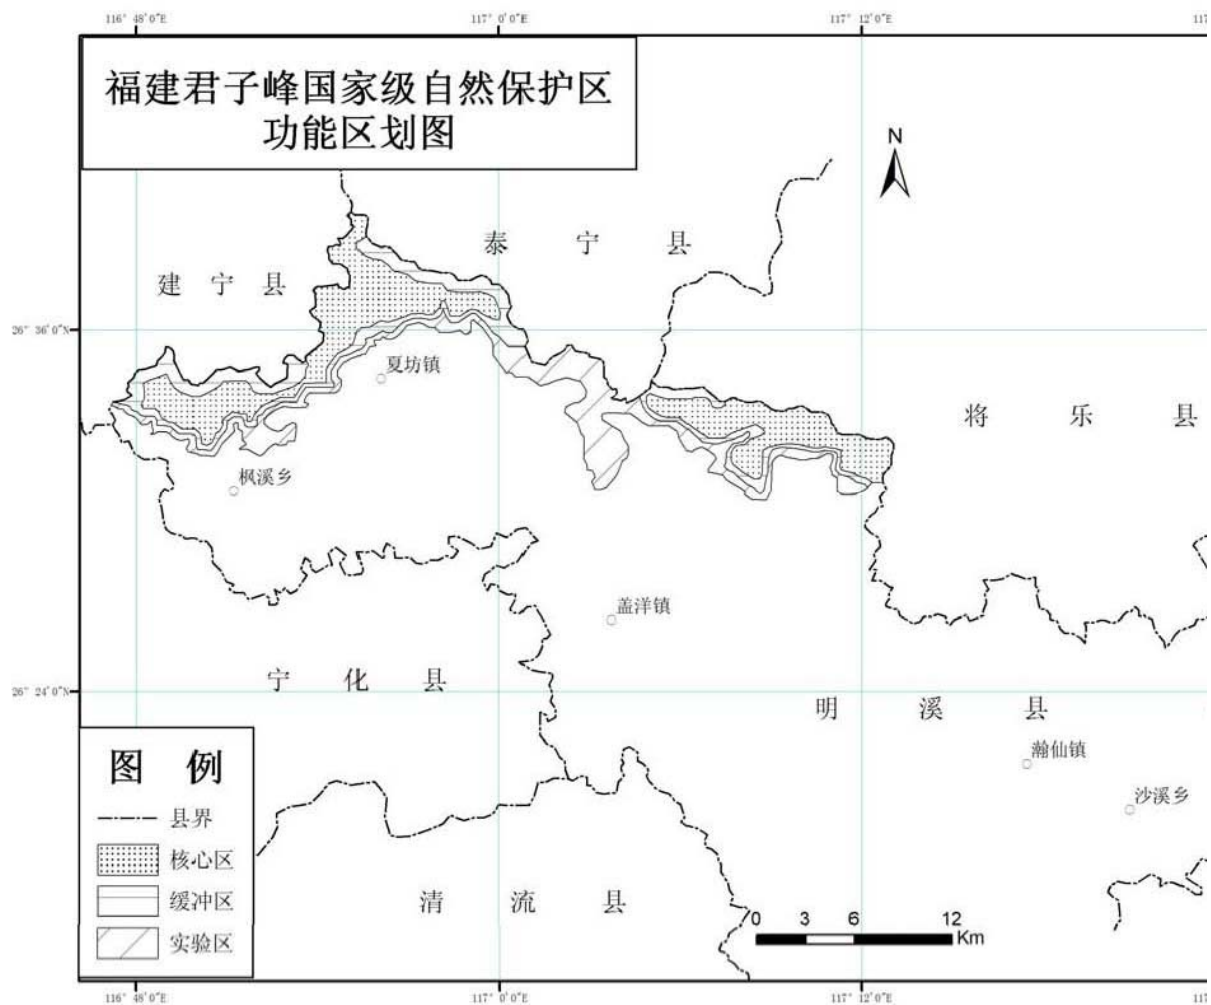 116° 48′0″E
117° 0′0″E
117° 12′0″E
福建君子峰国家级自然保护区
功能区划图
N
泰宁县
建宁县
26° 36′0″N
夏坊镇
将乐县
枫溪乡
盖洋镇
宁化县
26° 24′0″N
明溪县
瀚仙镇
沙溪乡
图例
县界
核心区
缓冲区
实验区
清流县
0 3 6 12
Km
116° 48′0″E
117° 0′0″E
117° 12′0″E